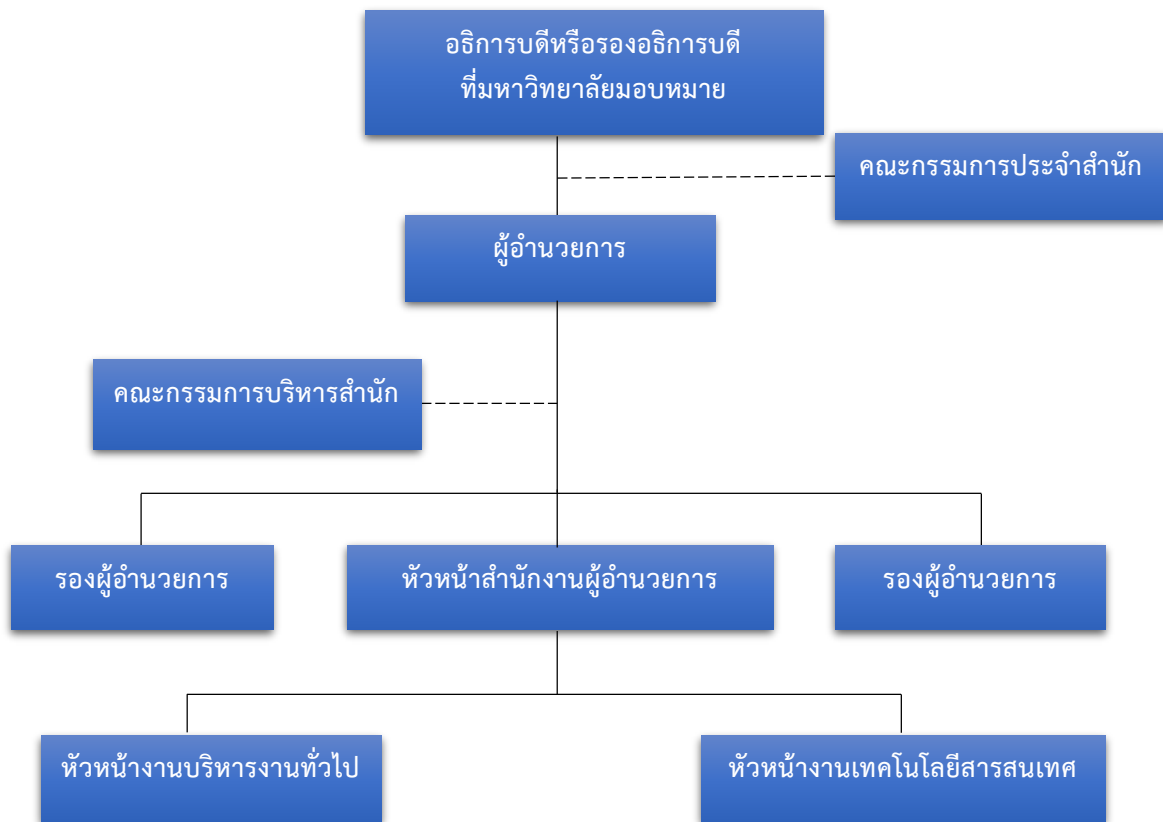 อธิการบดีหรือรองอธิการบดี
ที่มหาวิทยาลัยมอบหมาย
คณะกรรมการประจำสำนัก
ผู้อำนวยการ
คณะกรรมการบริหารสำนัก
รองผู้อำนวยการ
หัวหน้าสำนักงานผู้อำนวยการ
รองผู้อำนวยการ
หัวหน้างานบริหารงานทั่วไป
หัวหน้างานเทคโนโลยีสารสนเทศ